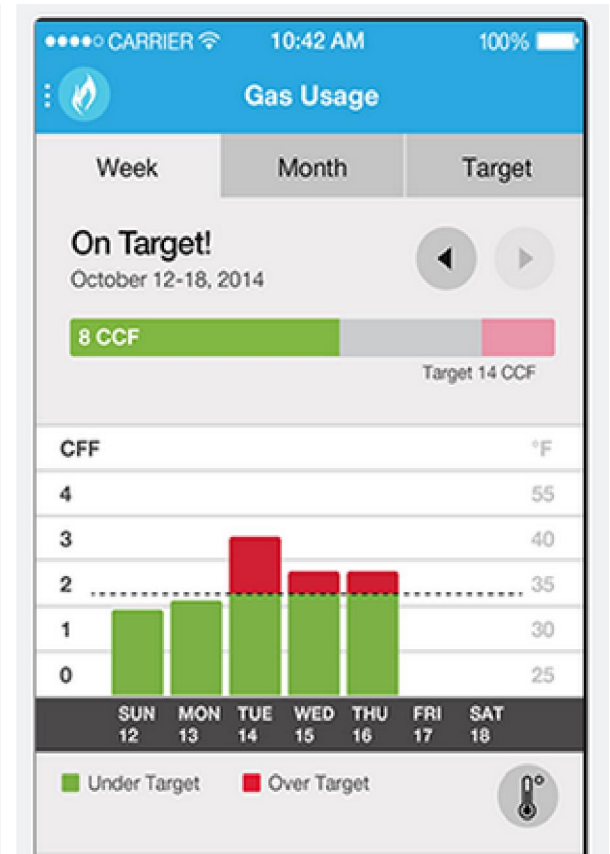 CARRIER 10:42 AM 100%
Gas Usage
Week Month Target
On Target!
October 12-18, 2014
8 CCF
Target 14 CCF
CFF °F
4 55
3 40
2 35
1 30
0 25
SUN MON TUE WED THU FRI SAT
12 13 14 15 16 17 18
Under Target Over Target